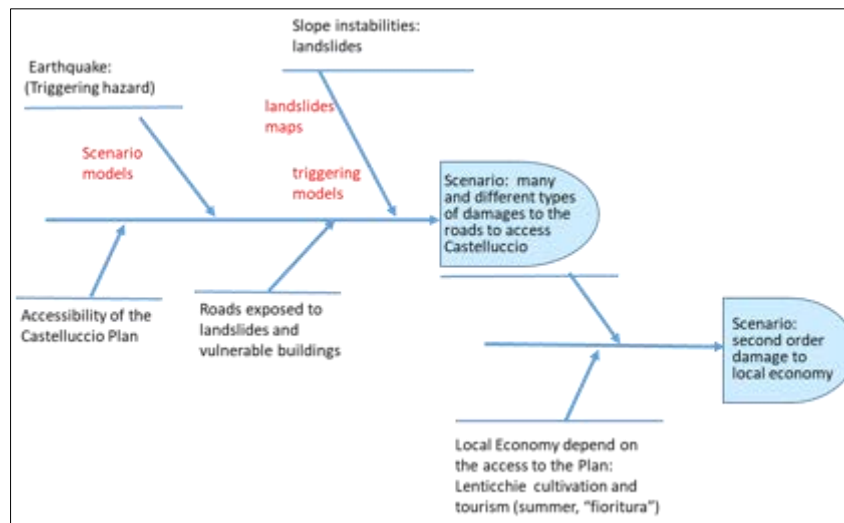 Slope instabilities:
landslides
Earthquake:
(Triggering hazard)
landslides
maps
Scenario
models
triggering
models
Scenario: many
and different types
of damages to the
roads to access
Castelluccio
Accessibility of the
Castelluccio Plan
Roads exposed to
landslides and
vulnerable buildings
Scenario:
second order
damage to
local economy
Local Economy depend on
the access to the Plan:
Lenticchie cultivation and
tourism (summer, “fioritura”)